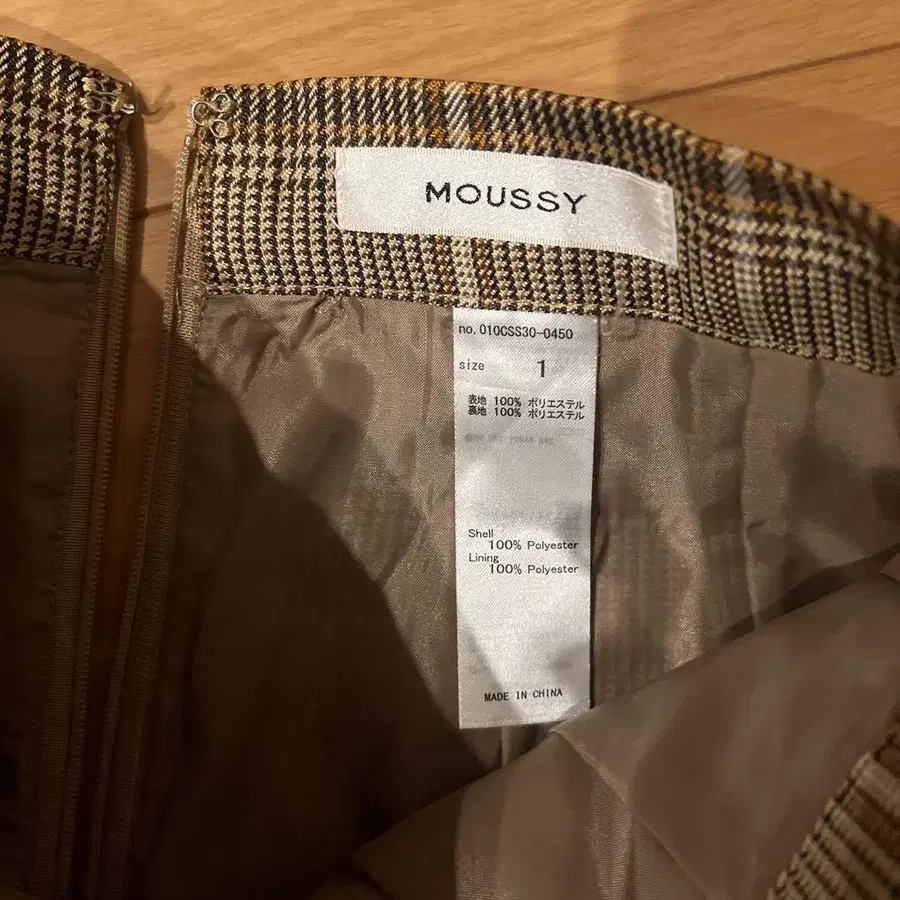 MOUSSY
no. 010CSS30-0450
size 1
表地 100% ポリエステル
裏地 100% ポリエステル
Shell
100% Polyester
Lining
100% Polyester
MADE IN CHINA